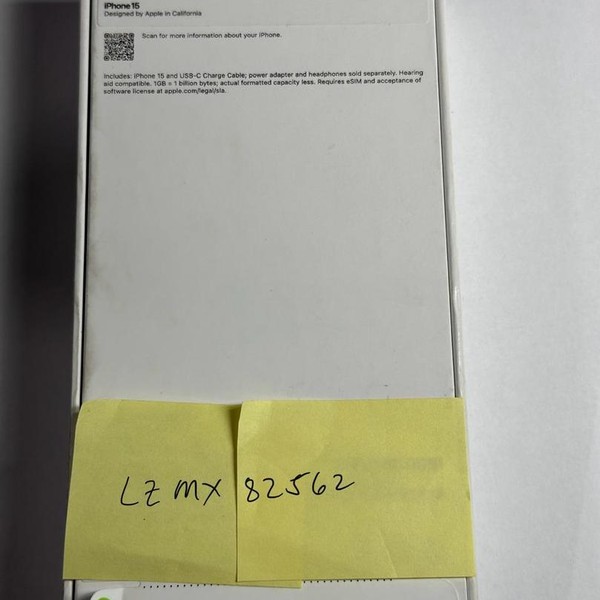 iPhone 15
Designed by Apple in California
Scan for more information about your iPhone.
Includes: iPhone 15 and USB-C Charge Cable; power adapter and headphones sold separately. Hearing
aid compatible. 1GB = 1 billion bytes; actual formatted capacity less. Requires eSIM and acceptance of
software license at apple.com/legal/sla.
LZMX 82562